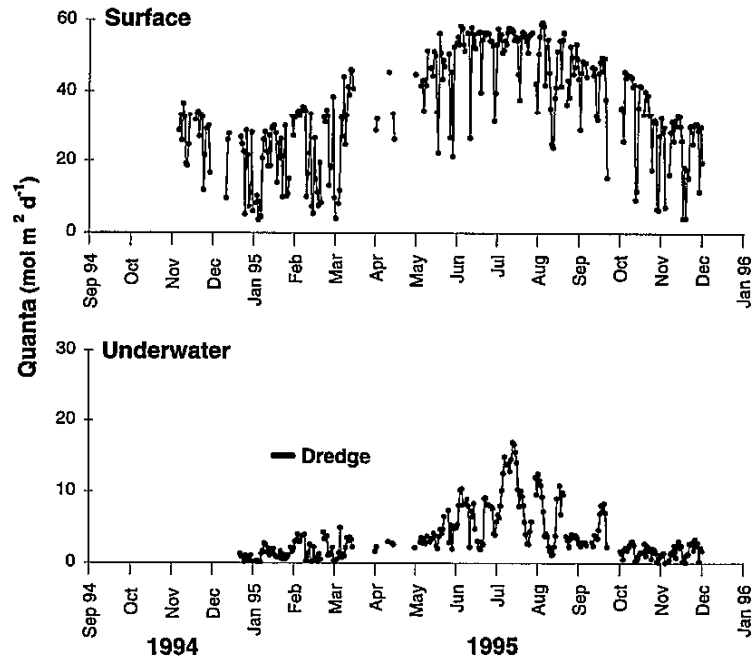 Surface
60
40
20
0
Sep 94
Oct
Nov
Dec
Jan 95
Feb
Mar
Apr
May
Jun
Jul
Aug
Sep
Oct
Nov
Dec
Jan 96
Quanta (mol m² d⁻¹)
Underwater
30
20
10
0
Dredge
Sep 94
Oct
Nov
Dec
Jan 95
Feb
Mar
Apr
May
Jun
Jul
Aug
Sep
Oct
Nov
Dec
Jan 96
1994
1995